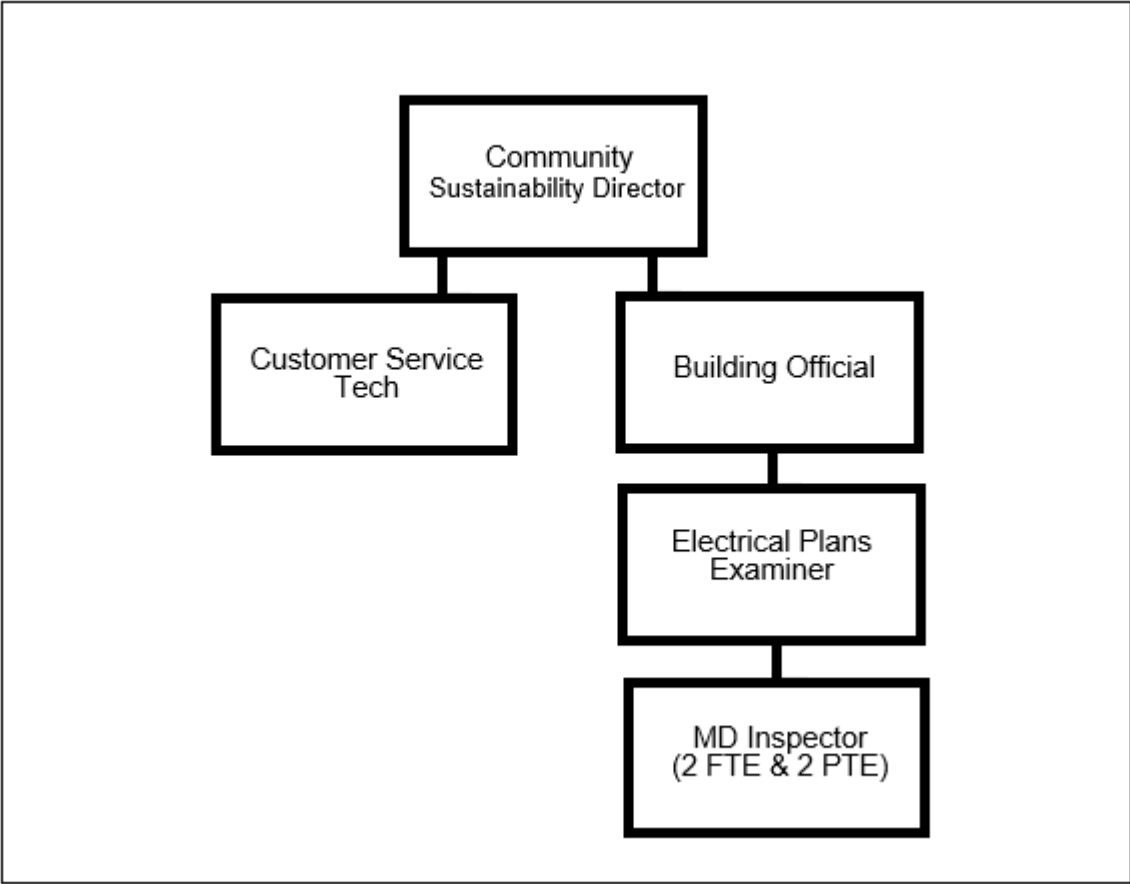 Community
Sustainability Director
Customer Service
Tech
Building Official
Electrical Plans
Examiner
MD Inspector
(2 FTE & 2 PTE)